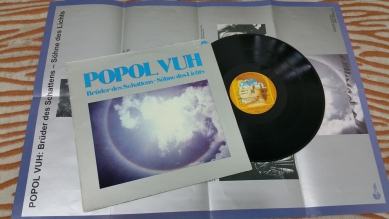 POPOL VUH
Brüder des Schattens - Söhne des Lichts
POPOL VUH: Brüder des Schattens – Söhne des Lichts